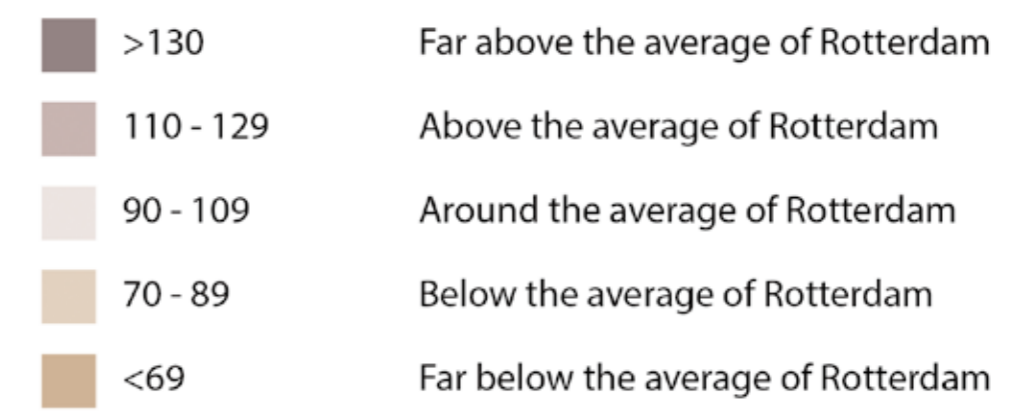 >130 Far above the average of Rotterdam
110 - 129 Above the average of Rotterdam
90 - 109 Around the average of Rotterdam
70 - 89 Below the average of Rotterdam
<69 Far below the average of Rotterdam